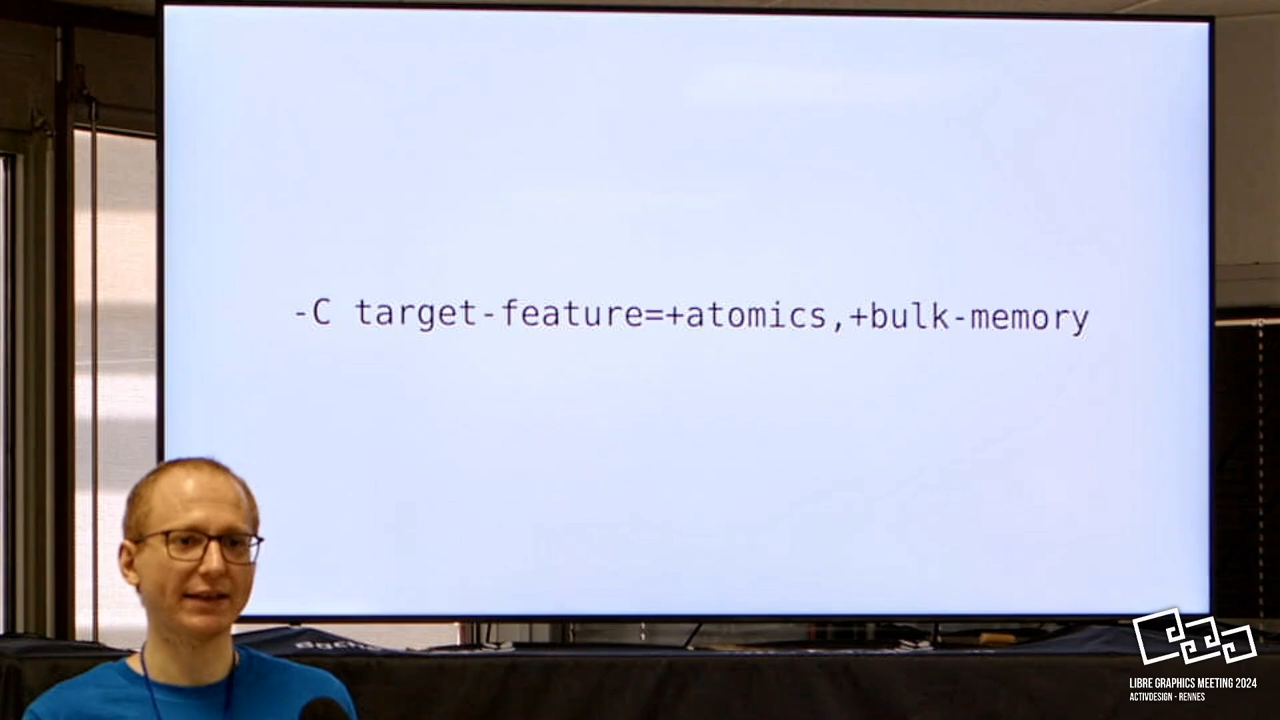 -C target-feature=+atomics,+bulk-memory
LIBRE GRAPHICS MEETING 2024
ACTIVDESIGN - RENNES